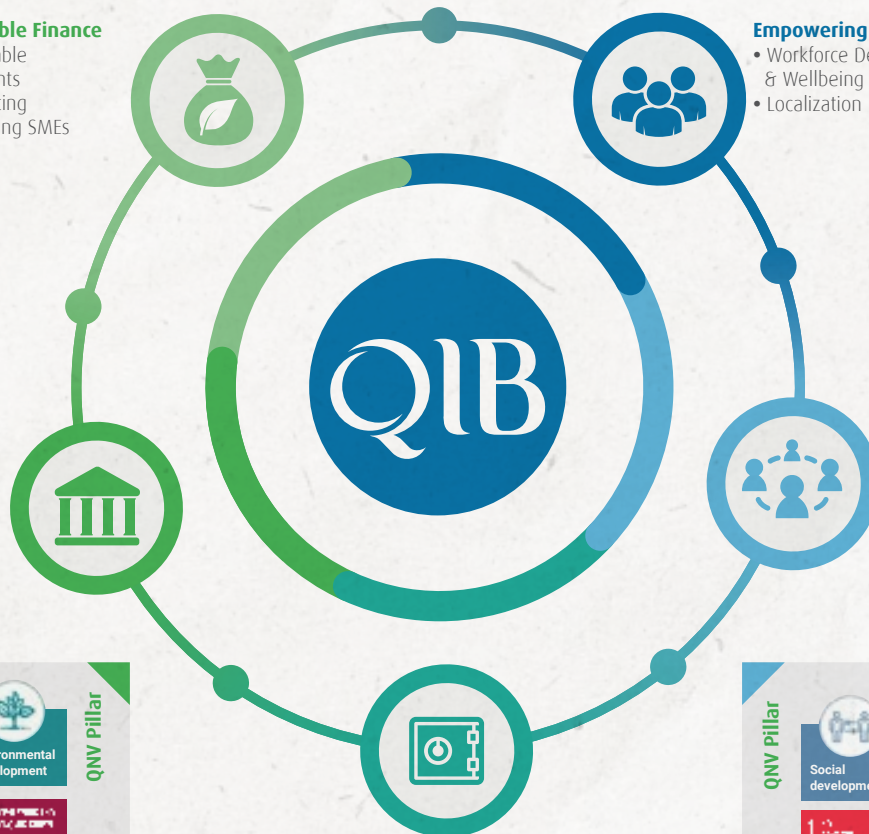 ble Finance
able
nts
ing
ng SMEs
Empowering
• Workforce De
& Wellbeing
• Localization
QIB
QNV Pillar
ronmental
lopment
QNV Pillar
Social
developme